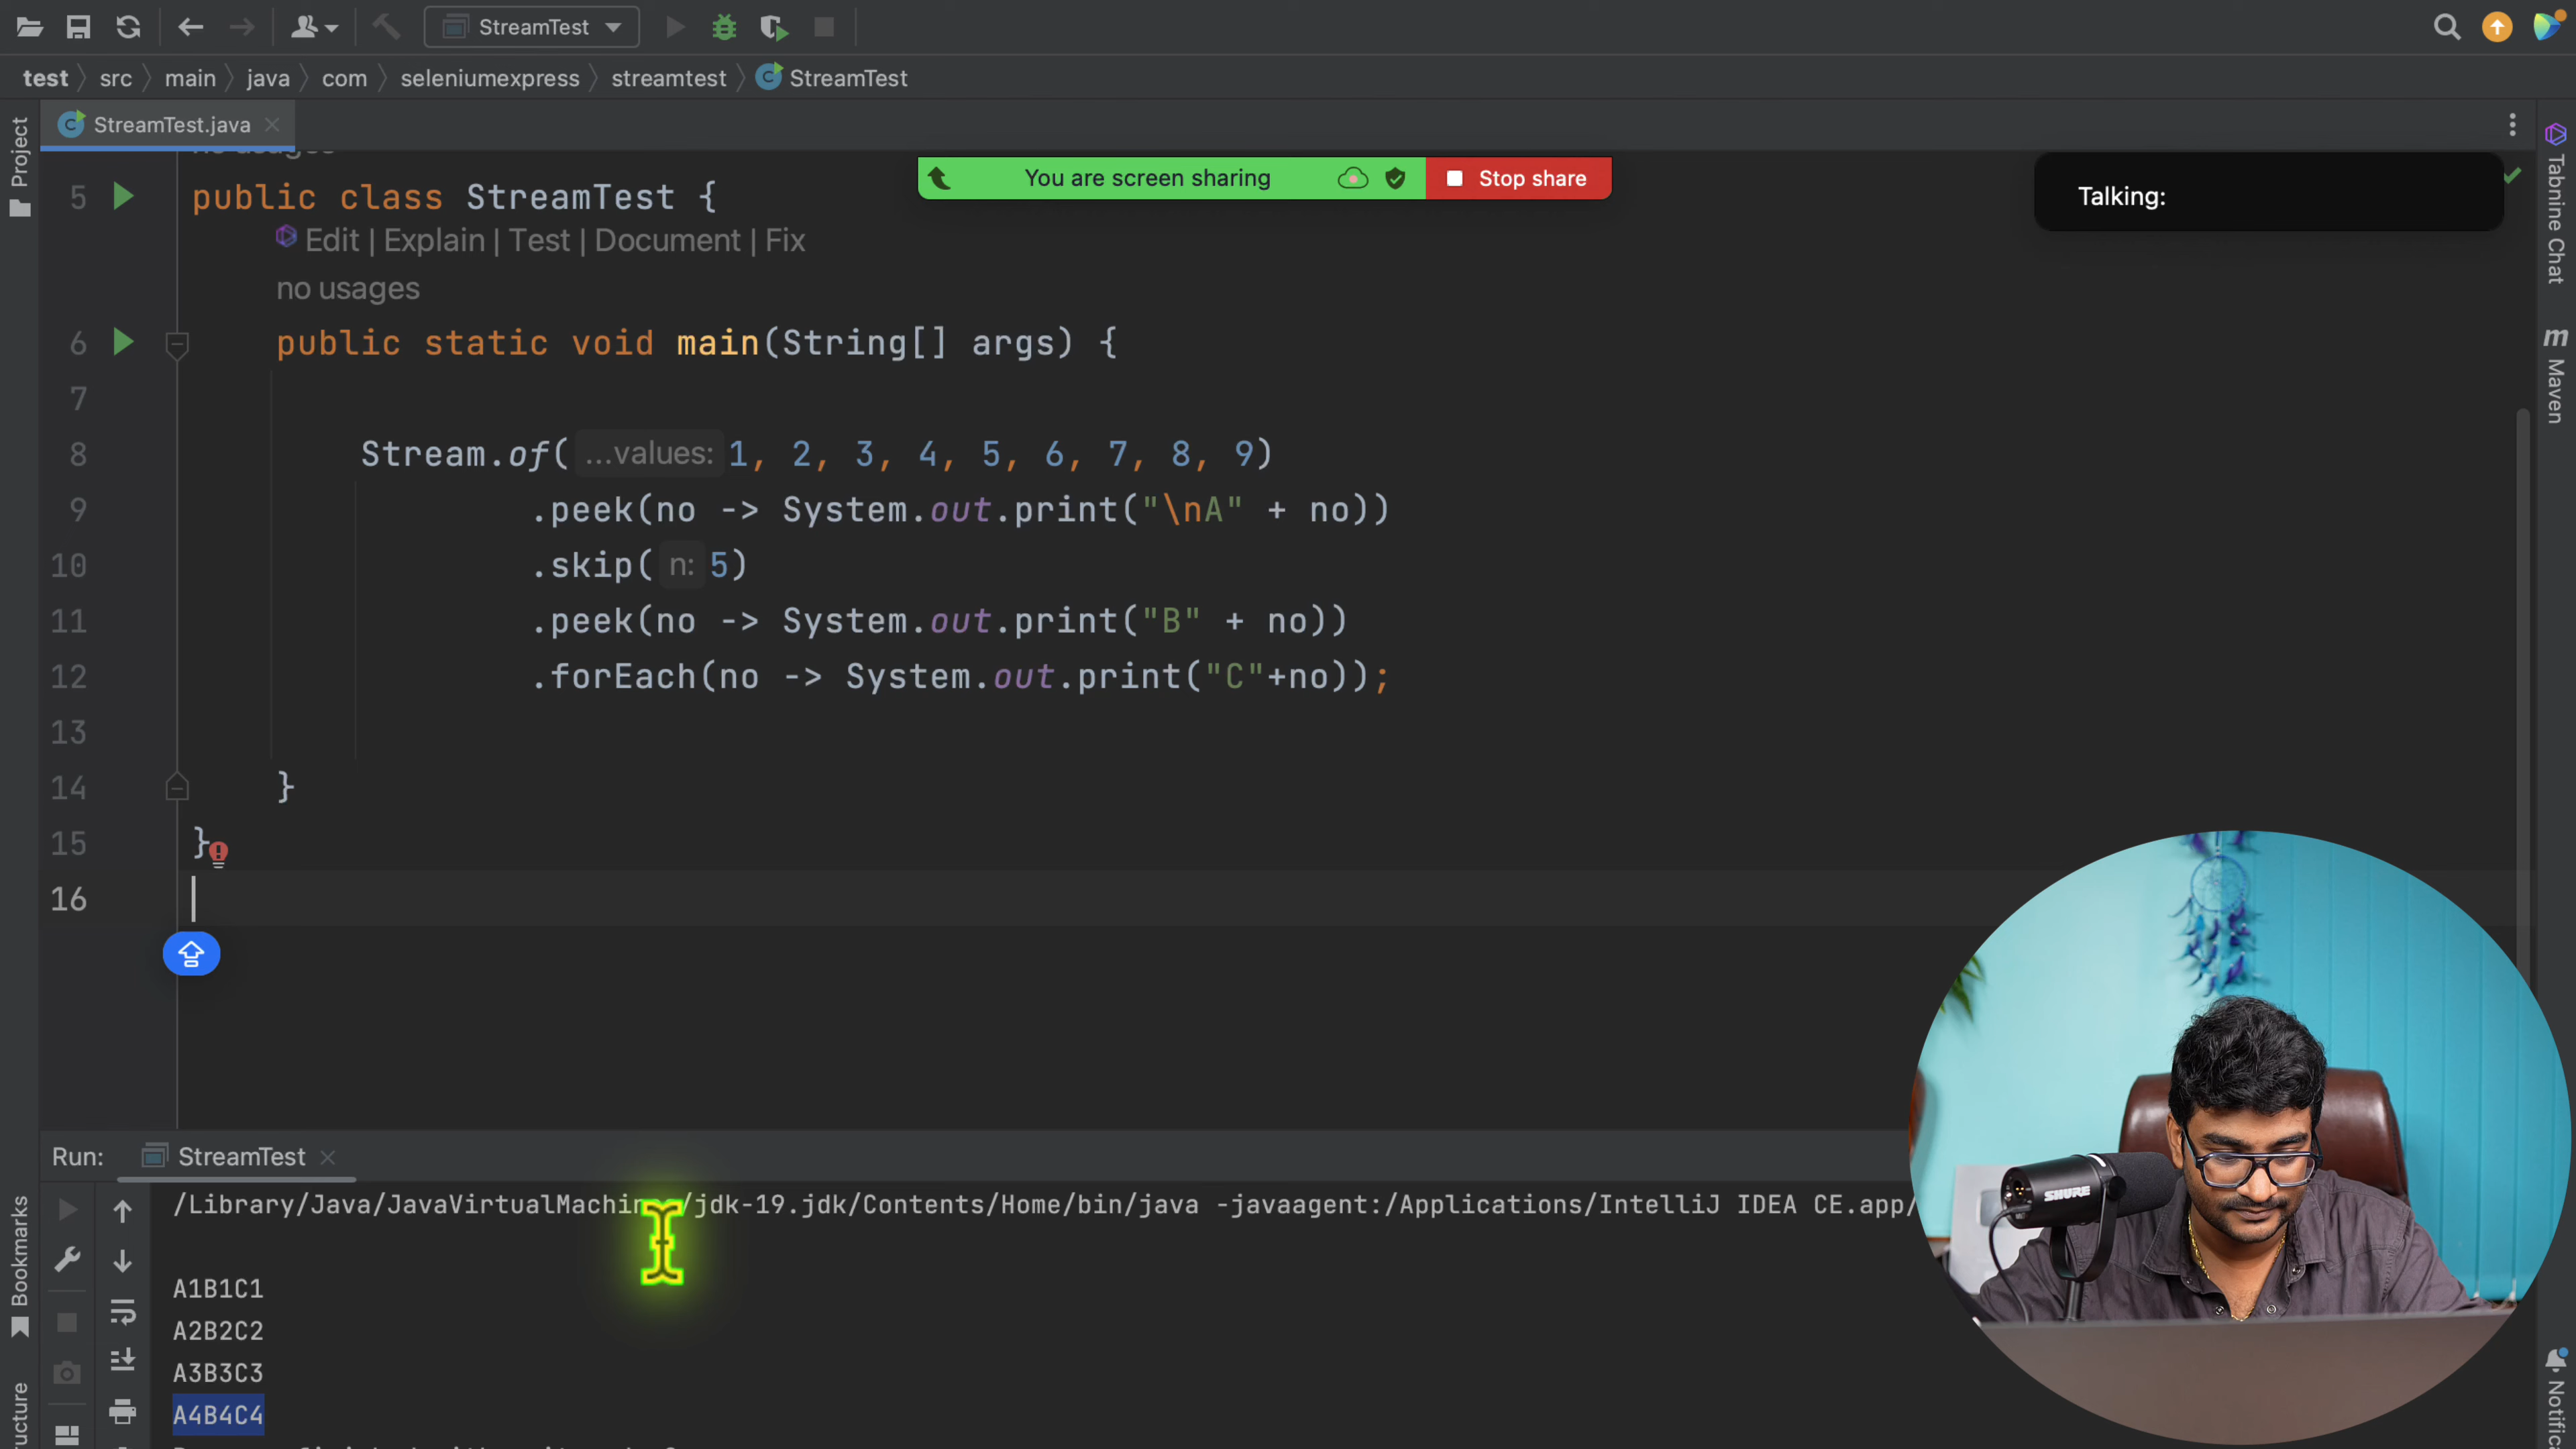 StreamTest
test src main java com seleniumexpress streamtest StreamTest
StreamTest.java
You are screen sharing
Stop share
Talking:
Project
Tabnine Chat
Maven
no usages
5 public class StreamTest {
Edit | Explain | Test | Document | Fix
no usages
6 public static void main(String[] args) {
7
8 Stream.of( ...values: 1, 2, 3, 4, 5, 6, 7, 8, 9)
9 .peek(no -> System.out.print("\nA" + no))
10 .skip( n: 5)
11 .peek(no -> System.out.print("B" + no))
12 .forEach(no -> System.out.print("C"+no));
13
14 }
15 }
16
Run: StreamTest
/Library/Java/JavaVirtualMachines/jdk-19.jdk/Contents/Home/bin/java -javaagent:/Applications/IntelliJ IDEA CE.app/
A1B1C1
A2B2C2
A3B3C3
A4B4C4
Bookmarks
SHURE